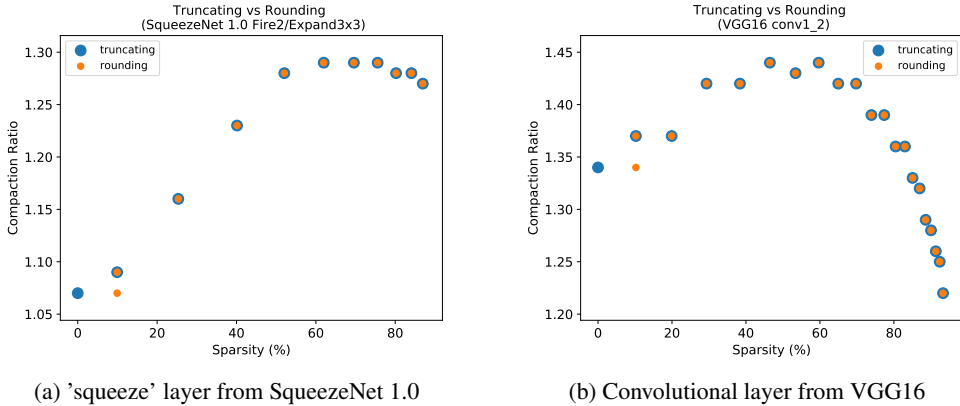 Truncating vs Rounding
(SqueezeNet 1.0 Fire2/Expand3x3)
truncating
rounding
1.30
1.25
1.20
1.15
1.10
1.05
Compaction Ratio
0
20
40
60
80
Sparsity (%)
(a) ’squeeze’ layer from SqueezeNet 1.0
Truncating vs Rounding
(VGG16 conv1_2)
truncating
rounding
1.45
1.40
1.35
1.30
1.25
1.20
Compaction Ratio
0
20
40
60
80
Sparsity (%)
(b) Convolutional layer from VGG16